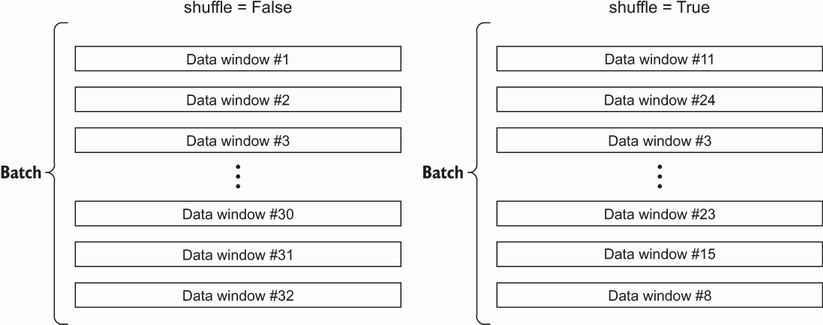 shuffle = False
Batch
Data window #1
Data window #2
Data window #3
Data window #30
Data window #31
Data window #32
shuffle = True
Batch
Data window #11
Data window #24
Data window #3
Data window #23
Data window #15
Data window #8